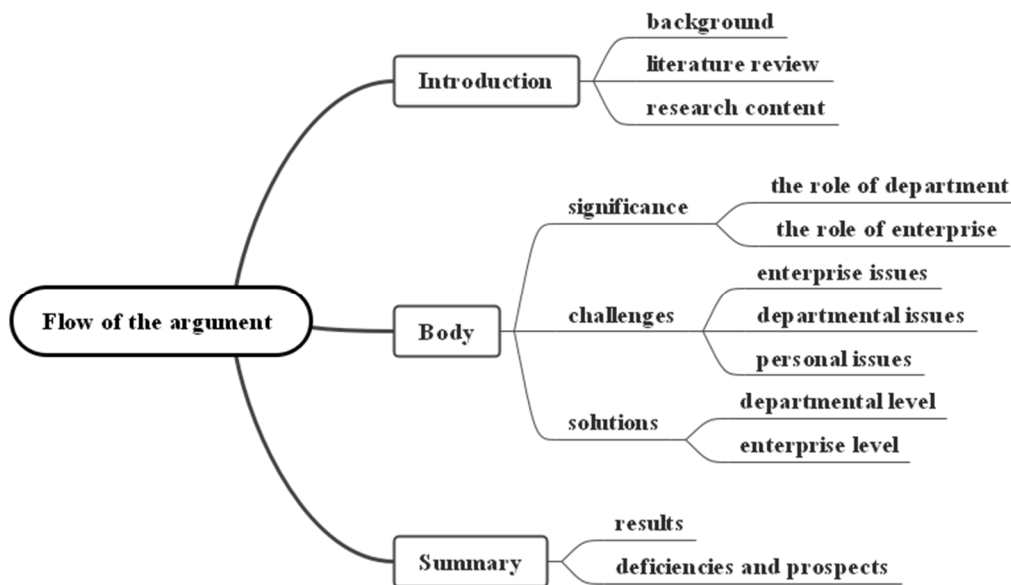 Flow of the argument
Introduction
background
literature review
research content
Body
significance
the role of department
the role of enterprise
challenges
enterprise issues
departmental issues
personal issues
solutions
departmental level
enterprise level
Summary
results
deficiencies and prospects